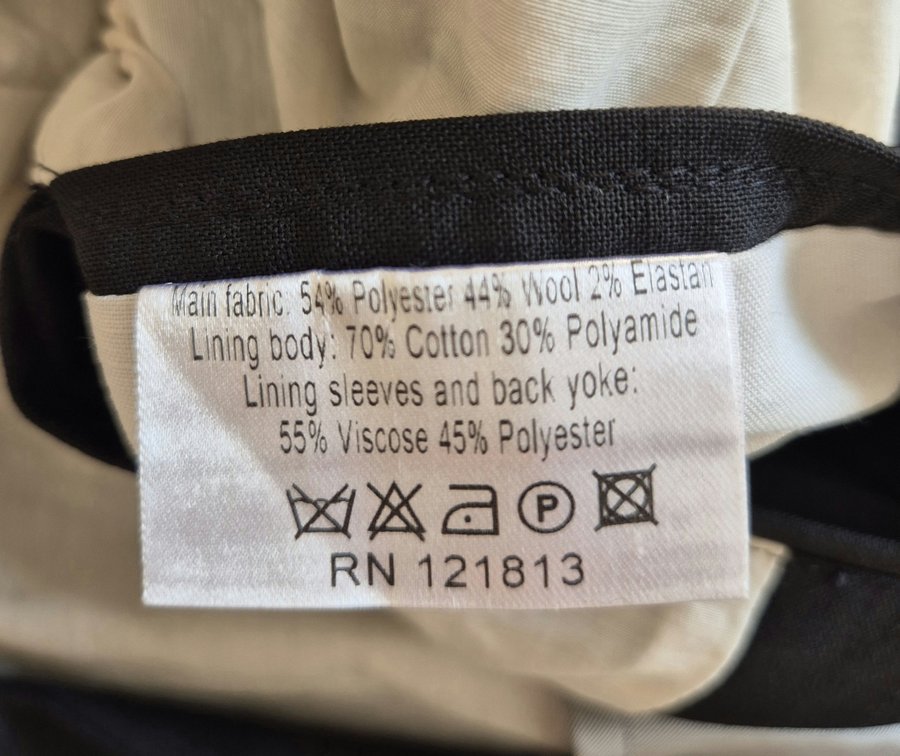 Main fabric: 54% Polyester 44% Wool 2% Elastan
Lining body: 70% Cotton 30% Polyamide
Lining sleeves and back yoke:
55% Viscose 45% Polyester
P
RN 121813